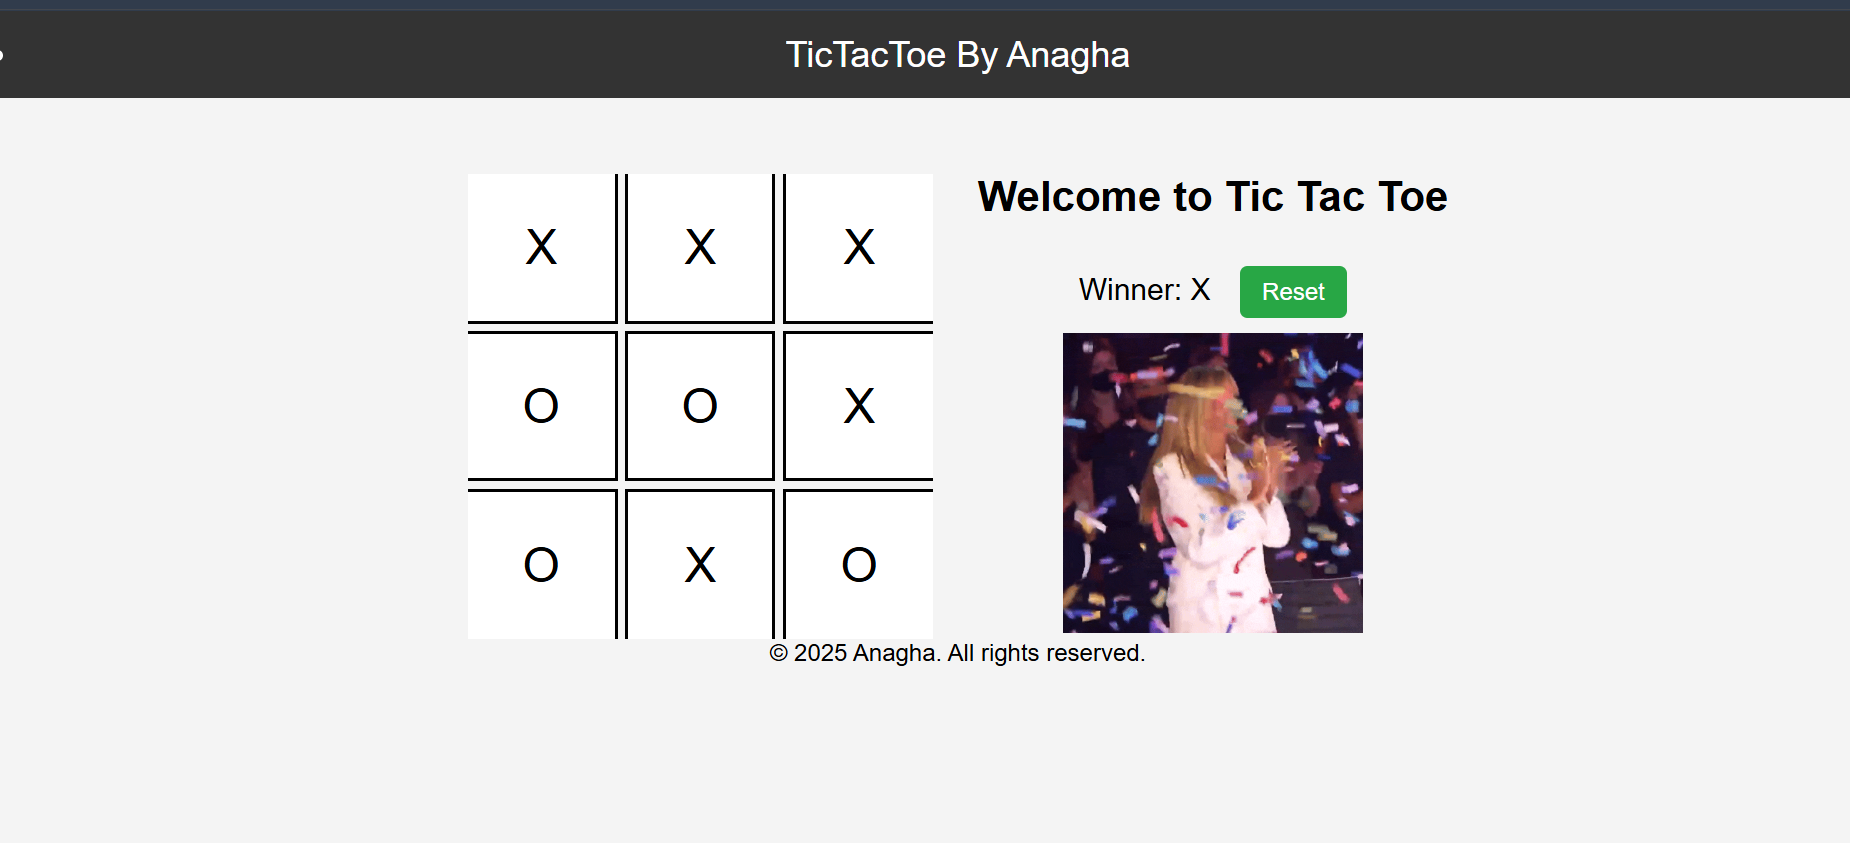 TicTacToe By Anagha
X X X
O O X
O X O
Welcome to Tic Tac Toe
Winner: X Reset
© 2025 Anagha. All rights reserved.